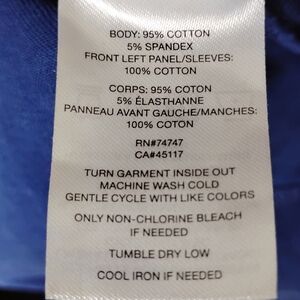 BODY: 95% COTTON
5% SPANDEX
FRONT LEFT PANEL/SLEEVES:
100% COTTON
CORPS: 95% COTON
5% ÉLASTHANNE
PANNEAU AVANT GAUCHE/MANCHES:
100% COTON
RN#74747
CA#45117
TURN GARMENT INSIDE OUT
MACHINE WASH COLD
GENTLE CYCLE WITH LIKE COLORS
ONLY NON-CHLORINE BLEACH
IF NEEDED
TUMBLE DRY LOW
COOL IRON IF NEEDED